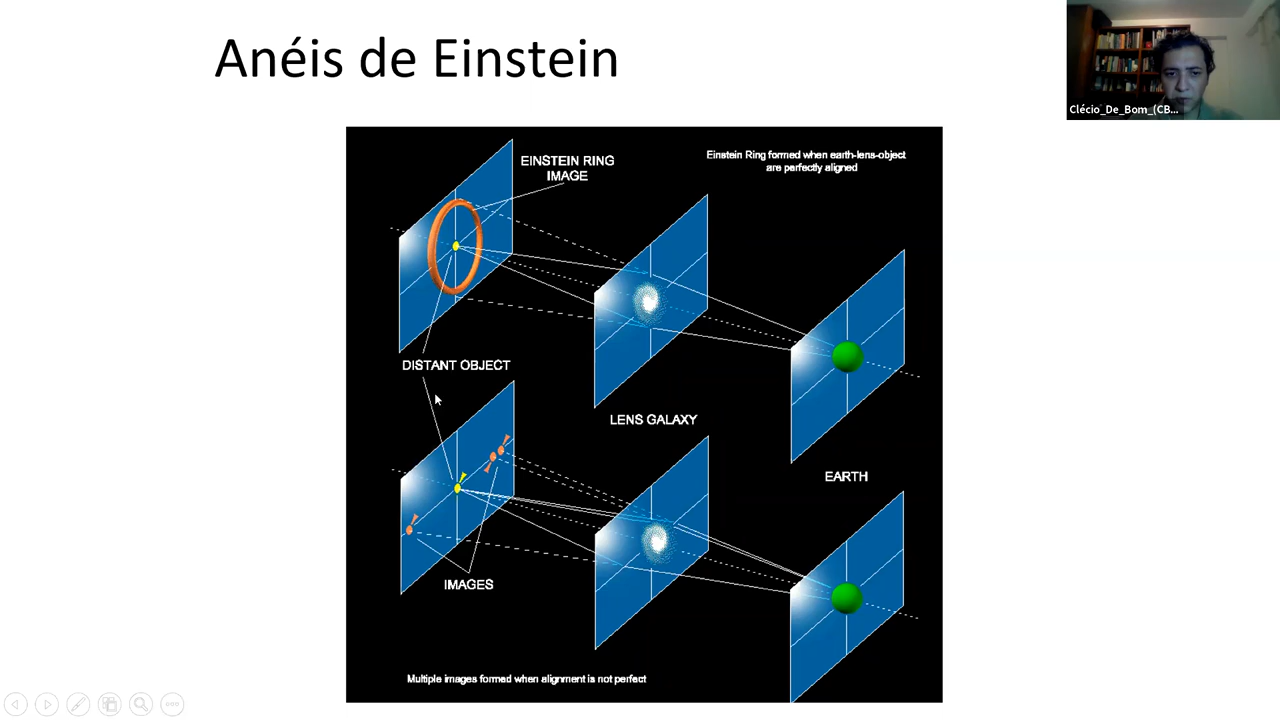 Anéis de Einstein
Clécio_De_Bom_(CB...
EINSTEIN RING
IMAGE
Einstein Ring formed when earth-lens-object
are perfectly aligned
DISTANT OBJECT
LENS GALAXY
EARTH
IMAGES
Multiple images formed when alignment is not perfect